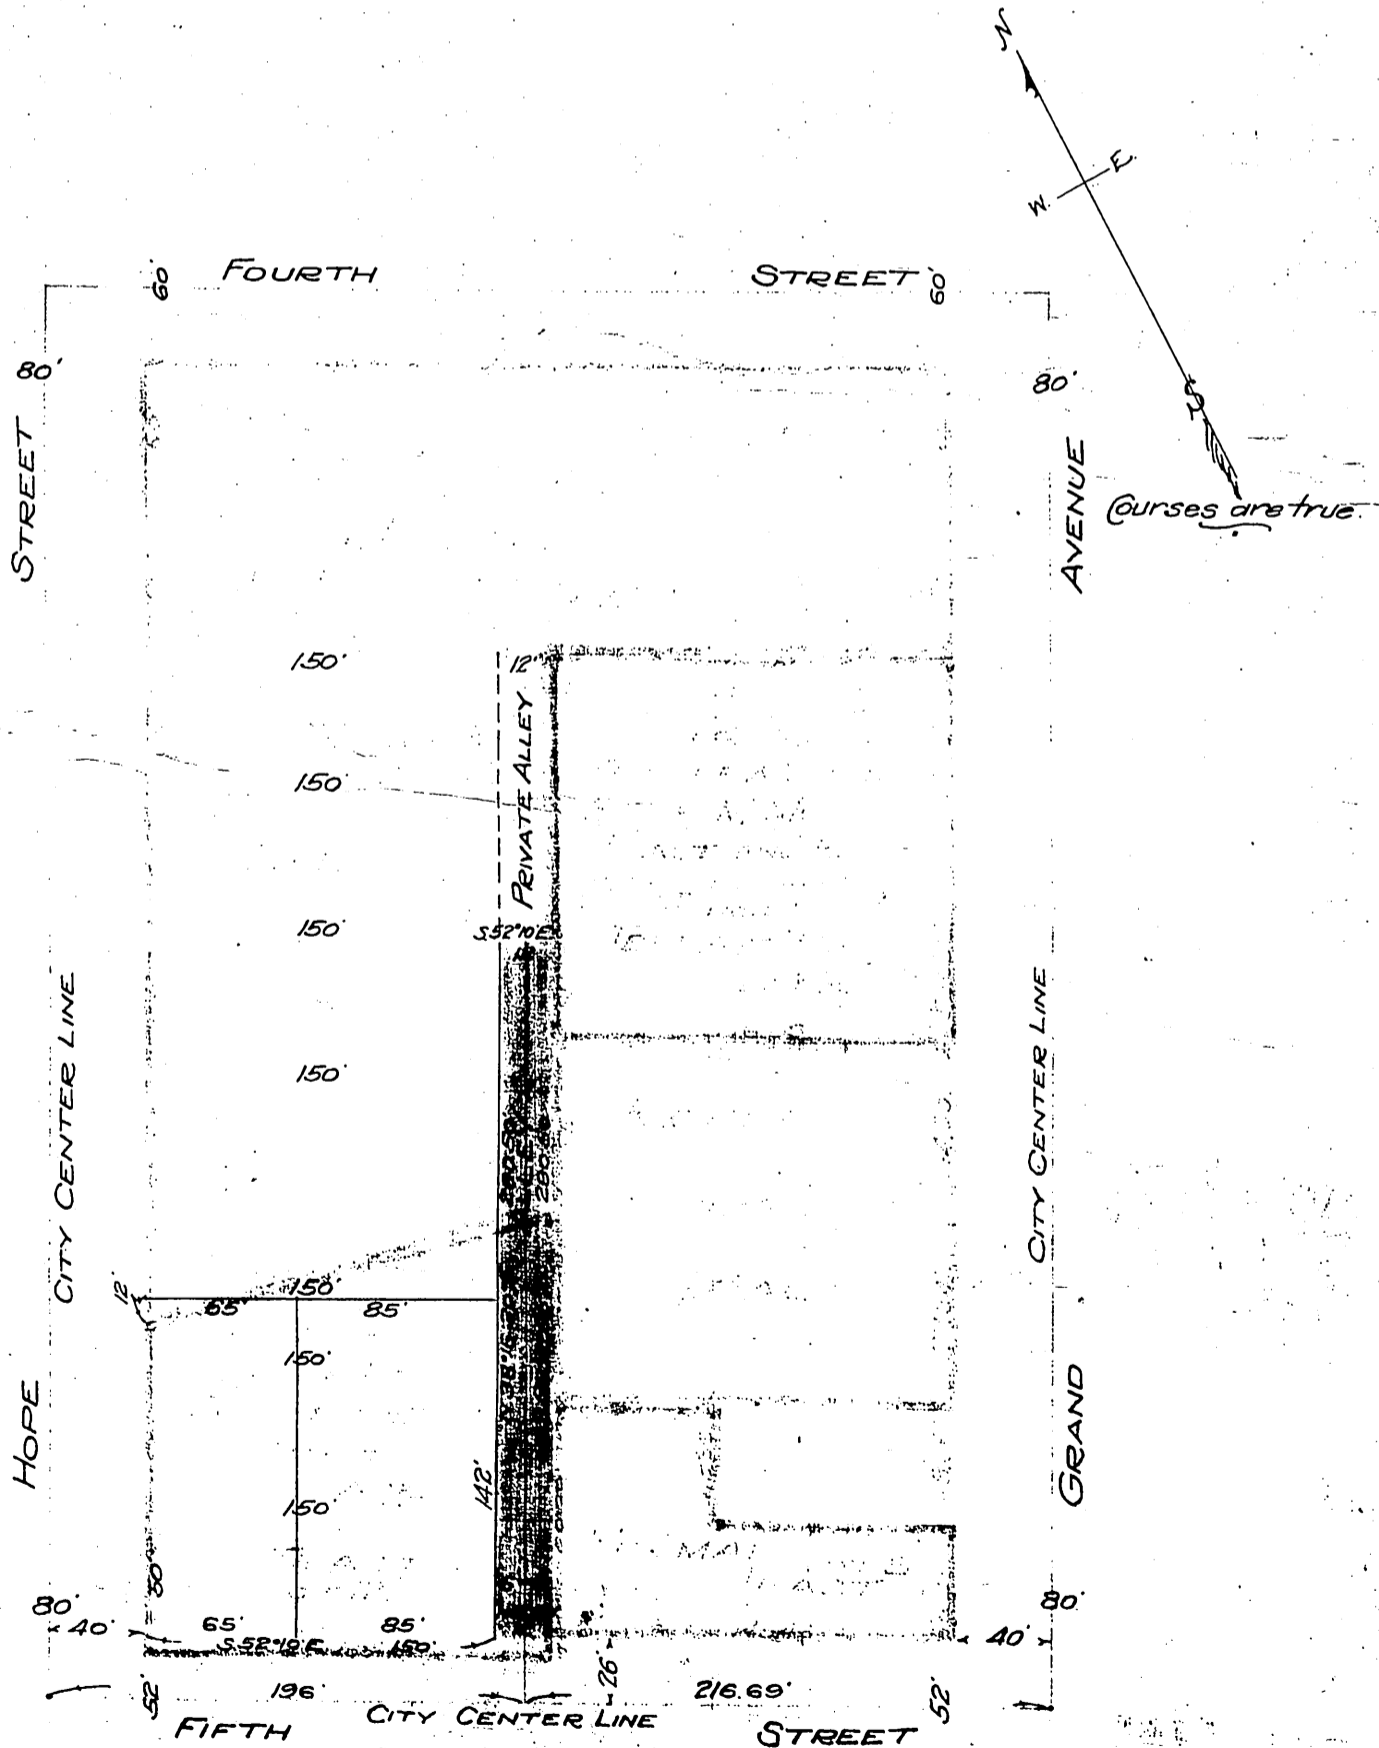 N
E.
W.
S
Courses are true.
FOURTH STREET
60'
60'
80'
80'
STREET
AVENUE
150'
12'
PRIVATE ALLEY
150'
150'
S.52°10'E.
150'
CITY CENTER LINE
CITY CENTER LINE
12'
150'
65'
85'
150'
HOPE
GRAND
142'
150'
80'
80'
40'
65'
85'
40'
S.52°10'E.
150'
26'
52'
196'
216.69'
52'
CITY CENTER LINE
FIFTH STREET